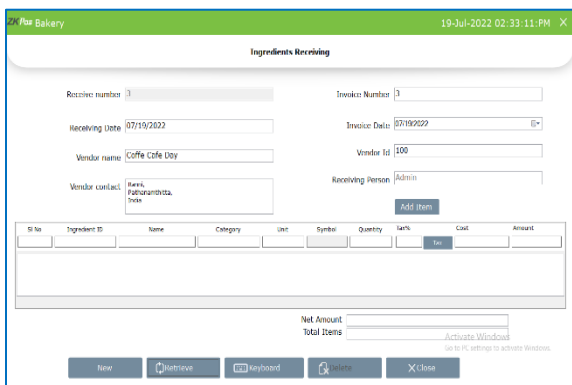 ZKPos Bakery 19-Jul-2022 02:33:11:PM X
Ingredients Receiving
Receive number 3 Invoice Number 3
Receiving Date 07/19/2022 Invoice Date 07/19/2022
Vendor name Coffe Cafe Day Vendor Id 100
Vendor contact Ranni,
Pathanamthitta,
India
Receiving Person Admin
Add Item
Sl No Ingredient ID Name Category Unit Symbol Quantity Tax% Cost Amount
Tax
Net Amount
Total Items
Activate Windows
Go to PC settings to activate Windows.
New Retrieve Keyboard Delete X Close